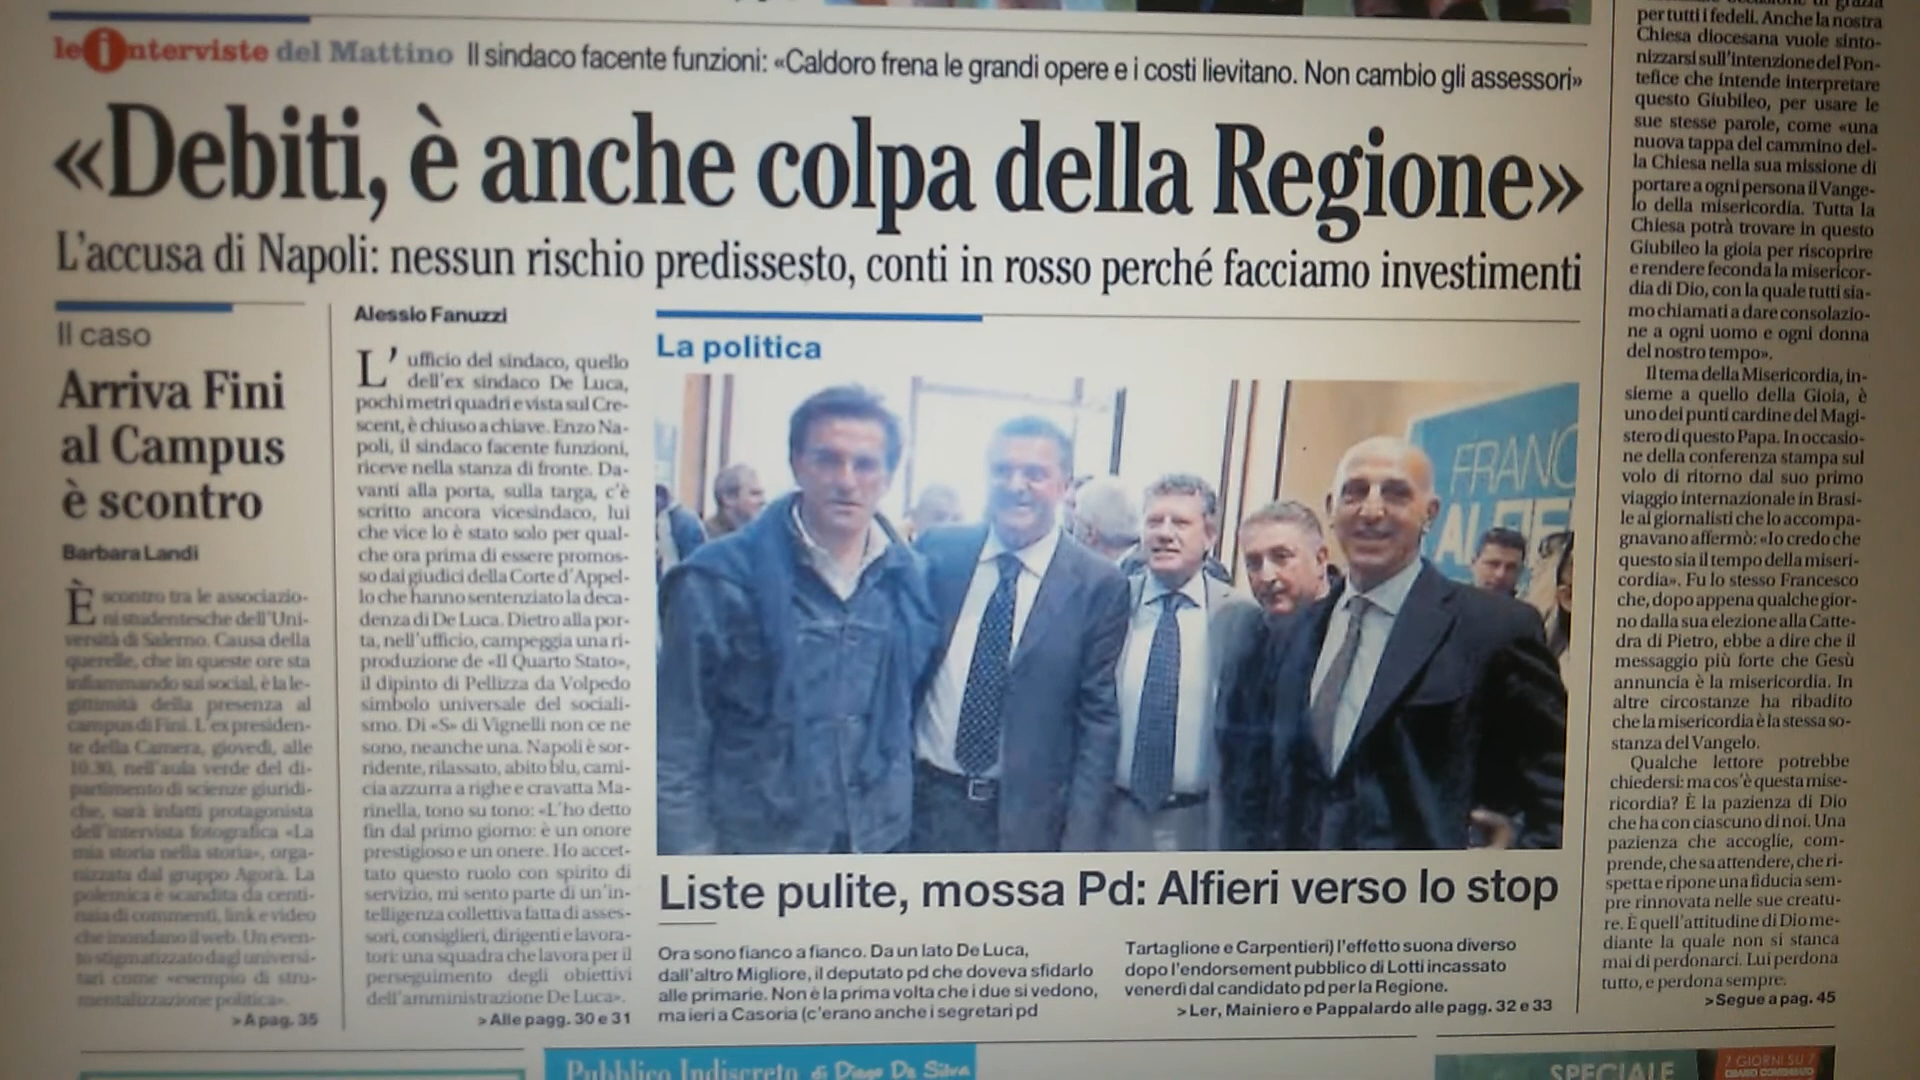 le interviste del Mattino Il sindaco facente funzioni: «Caldoro frena le grandi opere e i costi lievitano. Non cambio gli assessori»
«Debiti, è anche colpa della Regione»
L'accusa di Napoli: nessun rischio predissesto, conti in rosso perché facciamo investimenti
Il caso
Arriva Fini
al Campus
è scontro
Barbara Landi
È scontro tra le associazio-
ni studentesche dell'Uni-
versità di Salerno. Causa della
querelle, che in queste ore sta
infiammando sui social, è la le-
gittimità della presenza al
campus di Fini. L'ex presiden-
te della Camera, giovedì, alle
10.30, nell'aula verde del di-
partimento di scienze giuridi-
che, sarà infatti protagonista
dell'intervista fotografica «La
mia storia nella storia», orga-
nizzata dal gruppo Agorà. La
polemica è scandita da centi-
naia di commenti, link e video
che inondano il web. Un even-
to stigmatizzato dagli universi-
tari come «esempio di stru-
mentalizzazione politica».
> A pag. 35
Alessio Fanuzzi
L'ufficio del sindaco, quello
dell'ex sindaco De Luca,
pochi metri quadri e vista sul Cre-
scent, è chiuso a chiave. Enzo Na-
poli, il sindaco facente funzioni,
riceve nella stanza di fronte. Da-
vanti alla porta, sulla targa, c'è
scritto ancora vicesindaco, lui
che vice lo è stato solo per qual-
che ora prima di essere promos-
so dai giudici della Corte d'Appel-
lo che hanno sentenziato la deca-
denza di De Luca. Dietro alla por-
ta, nell'ufficio, campeggia una ri-
produzione de «Il Quarto Stato»,
il dipinto di Pellizza da Volpedo
simbolo universale del sociali-
smo. Di «S» di Vignelli non ce ne
sono, neanche una. Napoli è sor-
ridente, rilassato, abito blu, cami-
cia azzurra a righe e cravatta Ma-
rinella, tono su tono: «L'ho detto
fin dal primo giorno: è un onore
prestigioso e un onere. Ho accet-
tato questo ruolo con spirito di
servizio, mi sento parte di un'in-
telligenza collettiva fatta di asses-
sori, consiglieri, dirigenti e lavora-
tori: una squadra che lavora per il
perseguimento degli obiettivi
dell'amministrazione De Luca».
> Alle pagg. 30 e 31
La politica
FRANC
ALFIE
Liste pulite, mossa Pd: Alfieri verso lo stop
Ora sono fianco a fianco. Da un lato De Luca,
dall'altro Migliore, il deputato pd che doveva sfidarlo
alle primarie. Non è la prima volta che i due si vedono,
ma ieri a Casoria (c'erano anche i segretari pd
Tartaglione e Carpentieri) l'effetto suona diverso
dopo l'endorsement pubblico di Lotti incassato
venerdì dal candidato pd per la Regione.
> Ler, Mainiero e Pappalardo alle pagg. 32 e 33
per tutti i fedeli. Anche la nostra
Chiesa diocesana vuole sinto-
nizzarsi sull'intenzione del Pon-
tefice che intende interpretare
questo Giubileo, per usare le
sue stesse parole, come «una
nuova tappa del cammino del-
la Chiesa nella sua missione di
portare a ogni persona il Vange-
lo della misericordia. Tutta la
Chiesa potrà trovare in questo
Giubileo la gioia per riscoprire
e rendere feconda la misericor-
dia di Dio, con la quale tutti sia-
mo chiamati a dare consolazio-
ne a ogni uomo e ogni donna
del nostro tempo».
Il tema della Misericordia, in-
sieme a quello della Gioia, è
uno dei punti cardine del Magi-
stero di questo Papa. In occasio-
ne della conferenza stampa sul
volo di ritorno dal suo primo
viaggio internazionale in Brasi-
le ai giornalisti che lo accompa-
gnavano affermò: «Io credo che
questo sia il tempo della miseri-
cordia». Fu lo stesso Francesco
che, dopo appena qualche gior-
no dalla sua elezione alla Catte-
dra di Pietro, ebbe a dire che il
messaggio più forte che Gesù
annuncia è la misericordia. In
altre circostanze ha ribadito
che la misericordia è la stessa so-
stanza del Vangelo.
Qualche lettore potrebbe
chiedersi: ma cos'è questa mise-
ricordia? È la pazienza di Dio
che ha con ciascuno di noi. Una
pazienza che accoglie, com-
prende, che sa attendere, che ri-
spetta e ripone una fiducia sem-
pre rinnovata nelle sue creatu-
re. È quell'attitudine di Dio me-
diante la quale non si stanca
mai di perdonarci. Lui perdona
tutto, e perdona sempre.
> Segue a pag. 45
Pubblico Indiscreto di Diego De Silva
SPECIALE
7 GIORNI SU 7